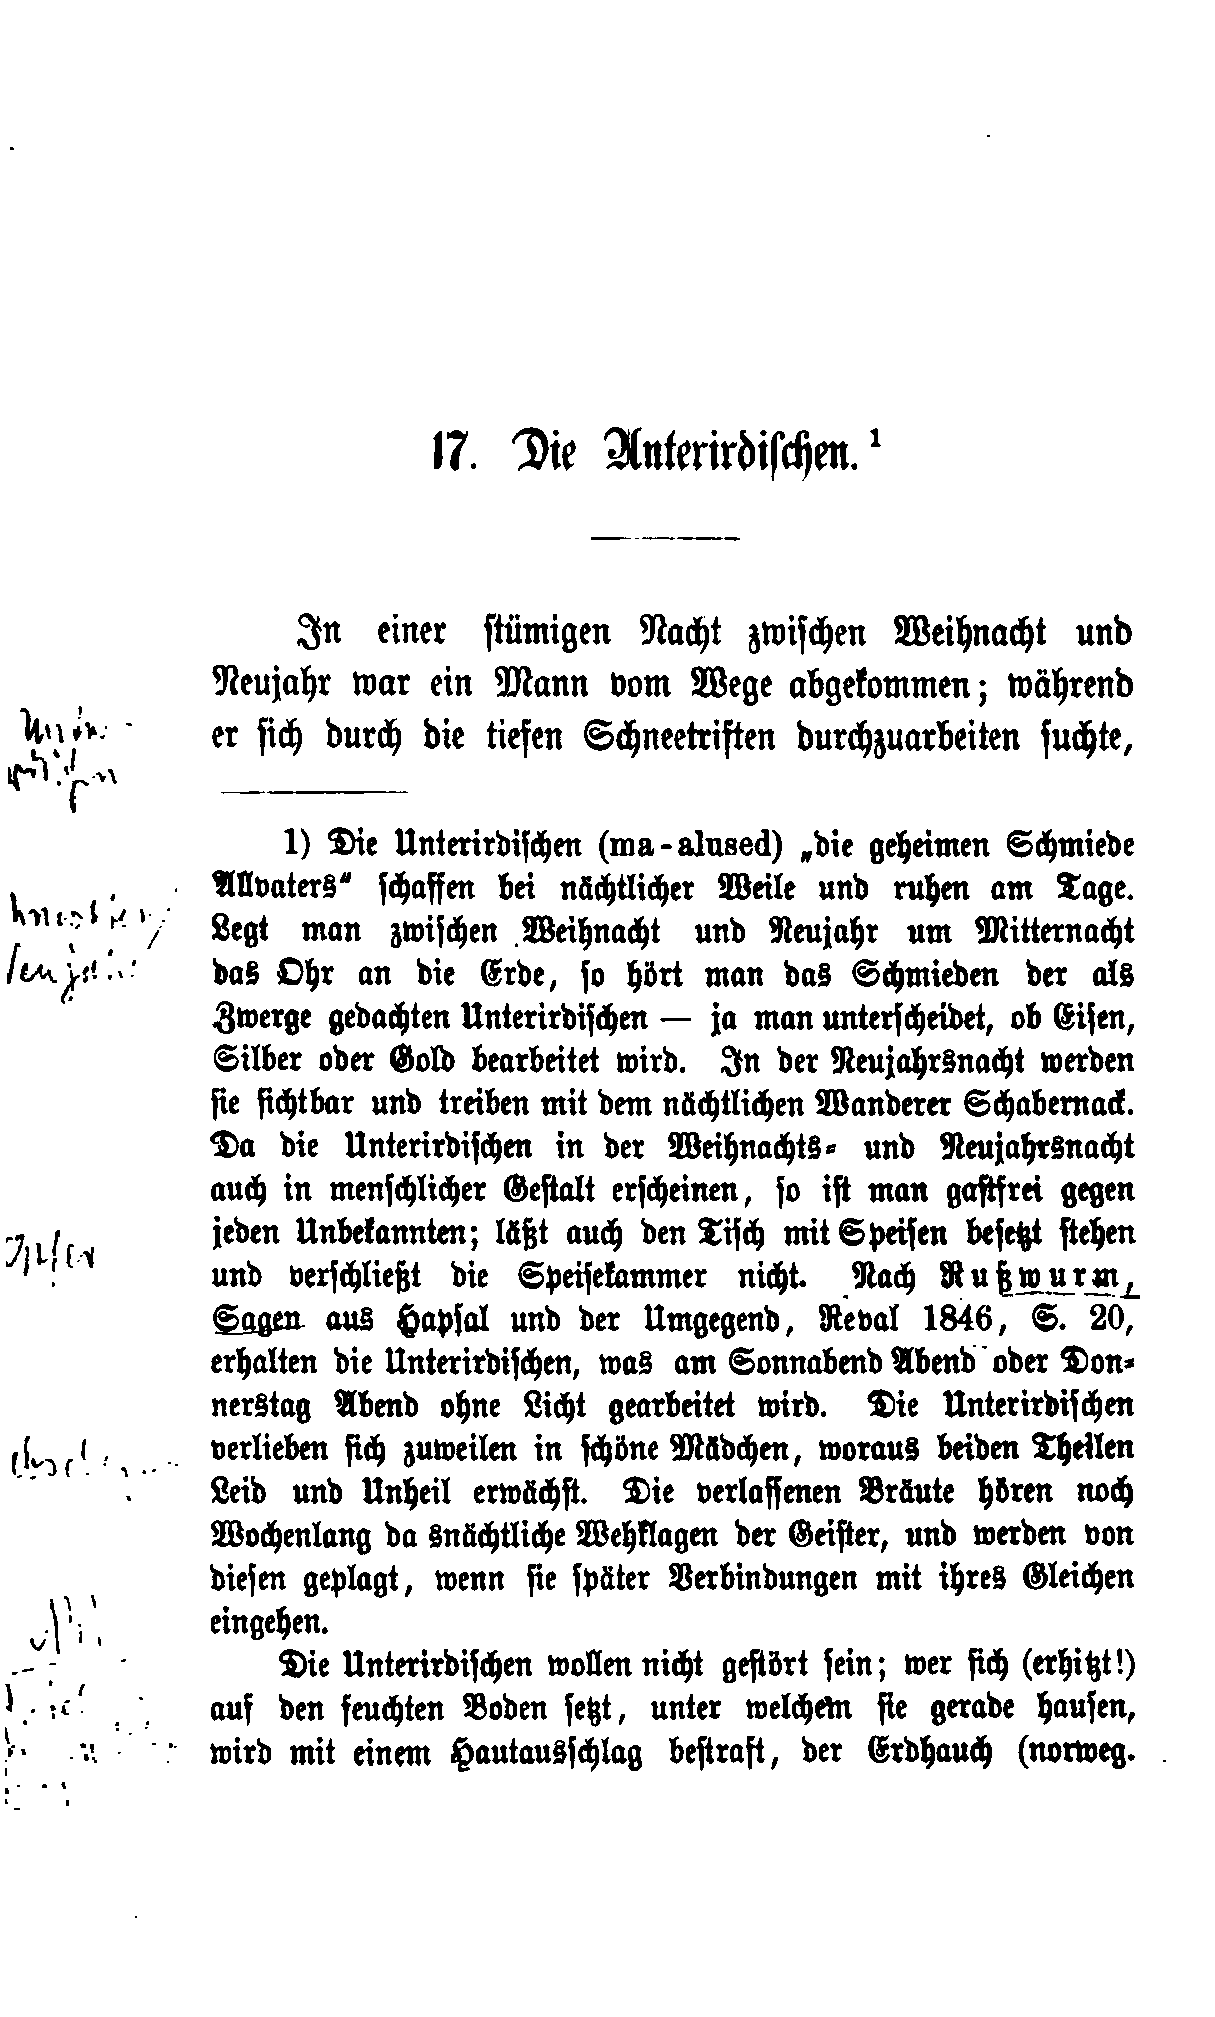 17. Die Unterirdischen.¹
In einer stümigen Nacht zwischen Weihnacht und
Neujahr war ein Mann vom Wege abgekommen; während
er sich durch die tiefen Schneetriften durchzuarbeiten suchte,
1) Die Unterirdischen (ma-alused) „die geheimen Schmiede
Allvaters“ schaffen bei nächtlicher Weile und ruhen am Tage.
Legt man zwischen Weihnacht und Neujahr um Mitternacht
das Ohr an die Erde, so hört man das Schmieden der als
Zwerge gedachten Unterirdischen — ja man unterscheidet, ob Eisen,
Silber oder Gold bearbeitet wird. In der Neujahrsnacht werden
sie sichtbar und treiben mit dem nächtlichen Wanderer Schabernack.
Da die Unterirdischen in der Weihnachts- und Neujahrsnacht
auch in menschlicher Gestalt erscheinen, so ist man gastfrei gegen
jeden Unbekannten; läßt auch den Tisch mit Speisen besetzt stehen
und verschließt die Speisekammer nicht. Nach Rußwurm,
Sagen aus Hapsal und der Umgegend, Reval 1846, S. 20,
erhalten die Unterirdischen, was am Sonnabend Abend oder Don-
nerstag Abend ohne Licht gearbeitet wird. Die Unterirdischen
verlieben sich zuweilen in schöne Mädchen, woraus beiden Theilen
Leid und Unheil erwächst. Die verlassenen Bräute hören noch
Wochenlang da snächtliche Wehklagen der Geister, und werden von
diesen geplagt, wenn sie später Verbindungen mit ihres Gleichen
eingehen.
Die Unterirdischen wollen nicht gestört sein; wer sich (erhitzt!)
auf den feuchten Boden setzt, unter welchem sie gerade hausen,
wird mit einem Hautausschlag bestraft, der Erdhauch (norweg.